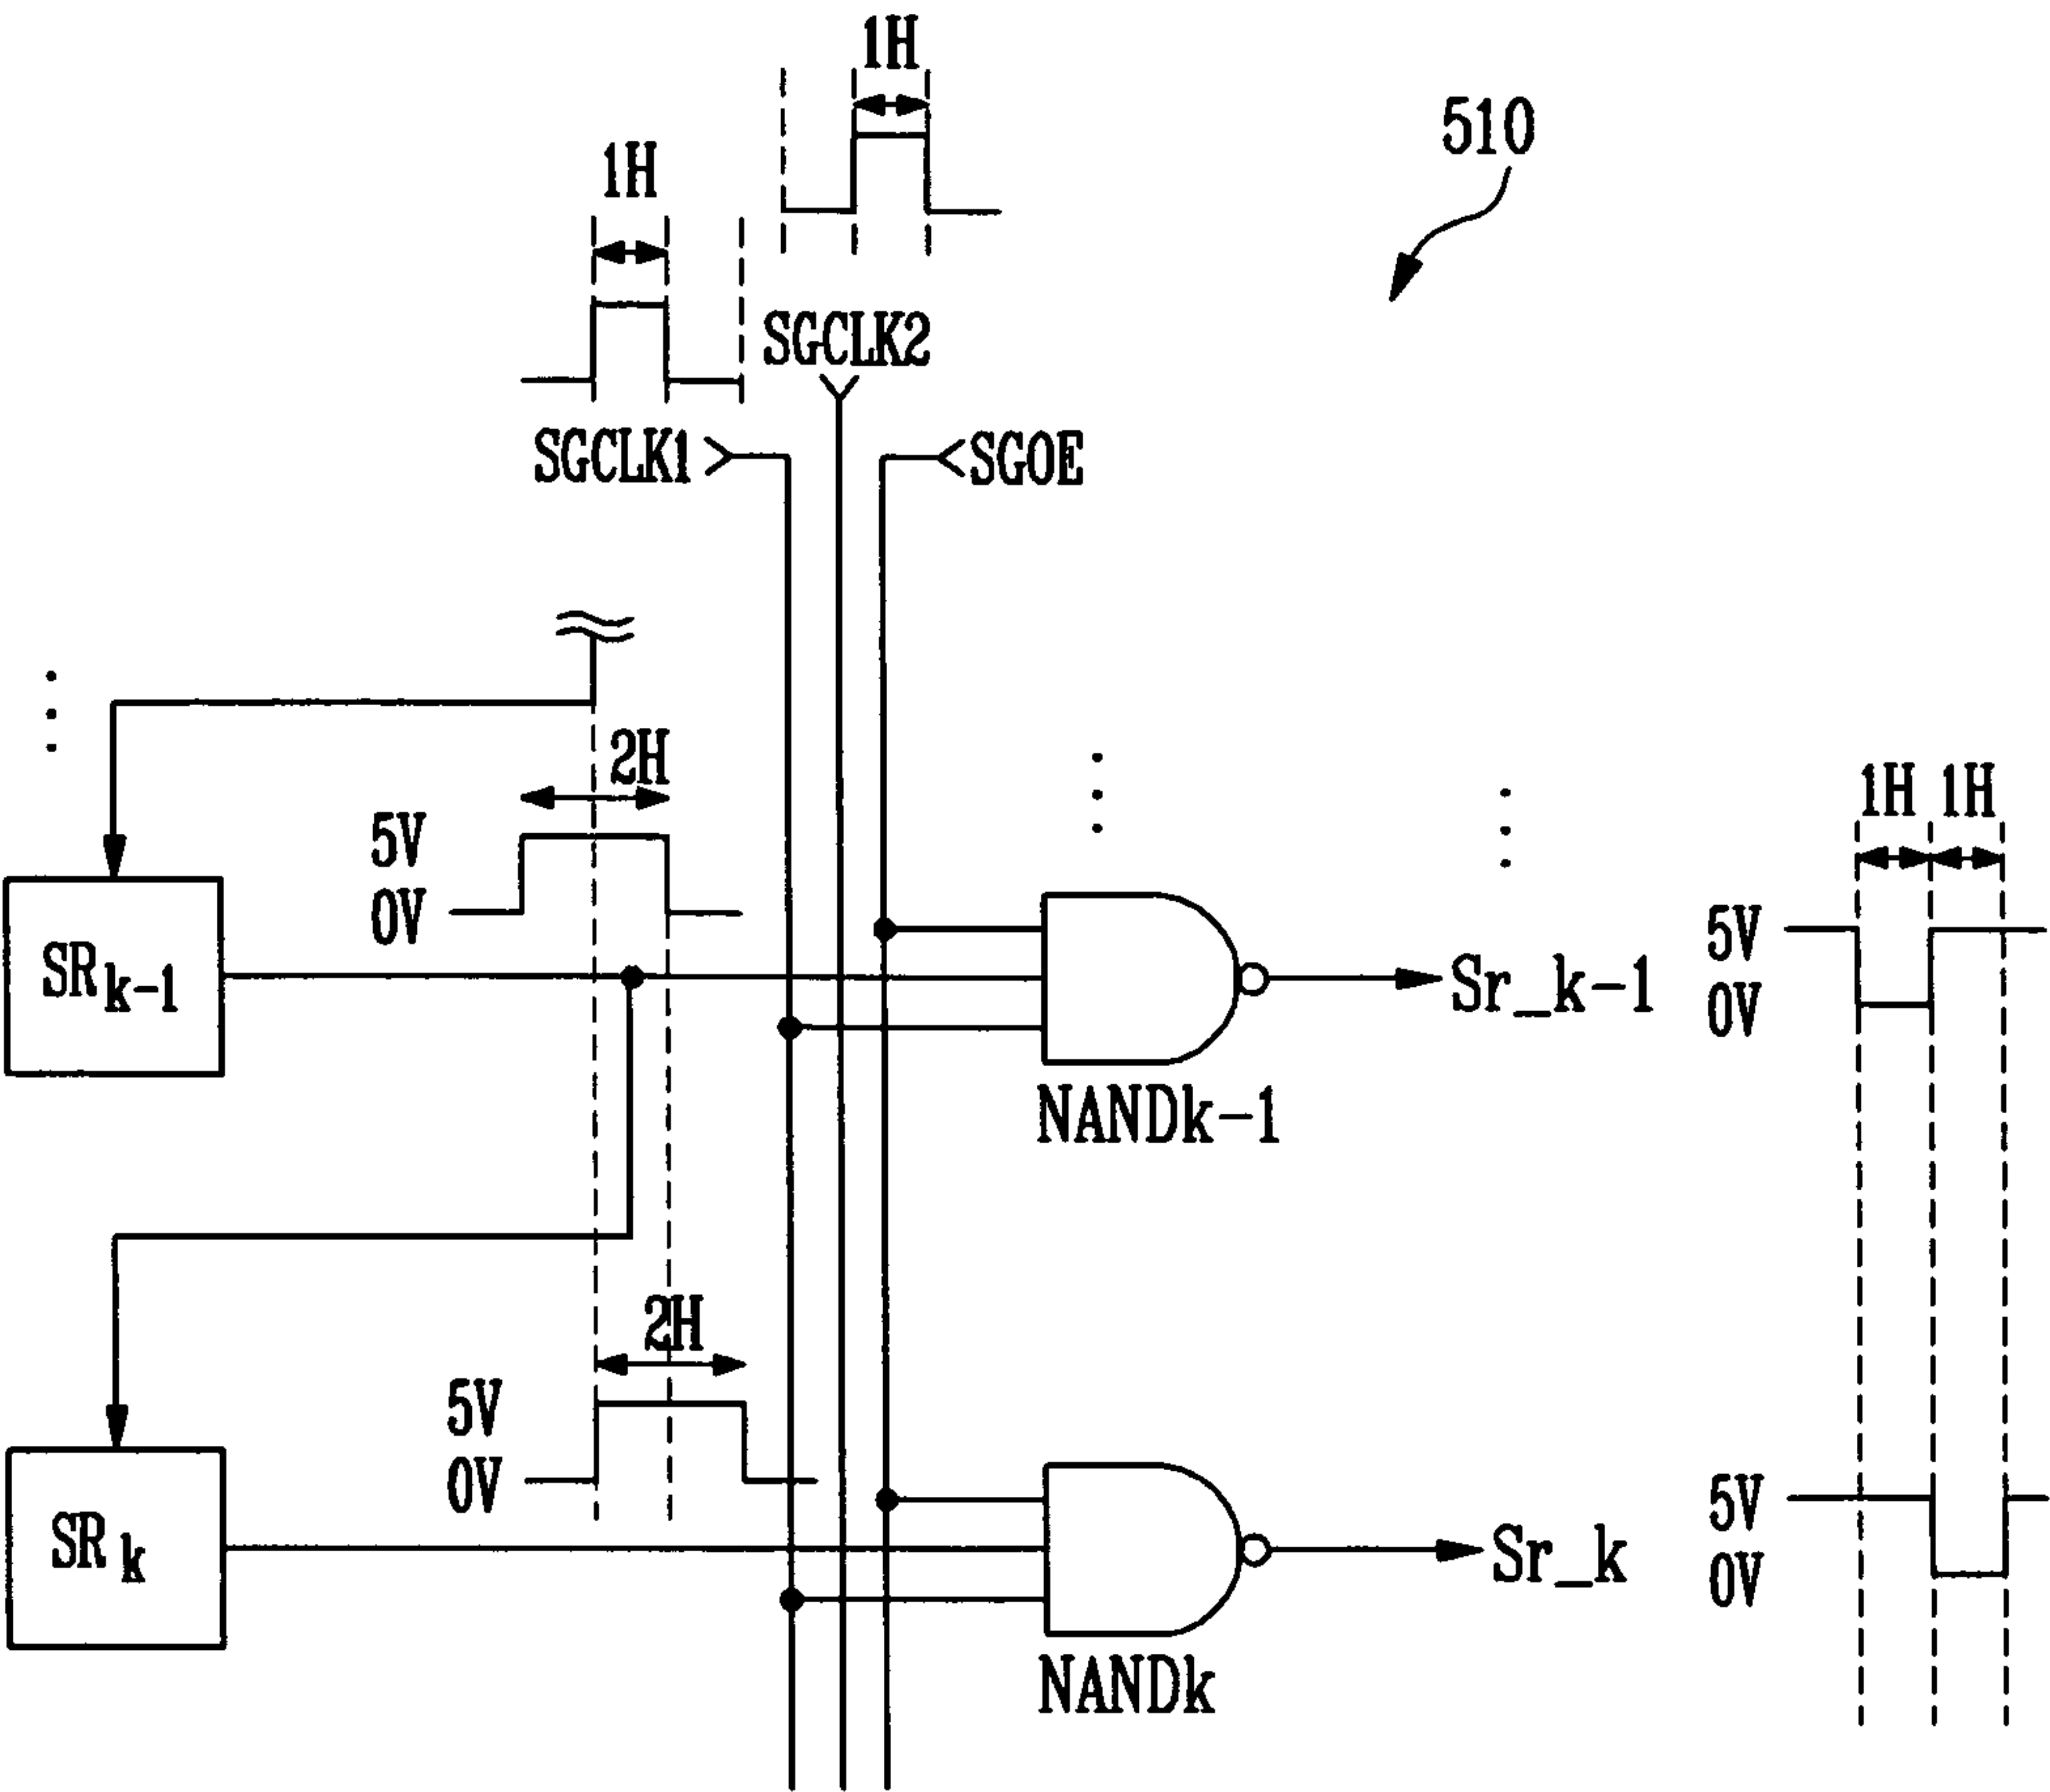 1H
510
1H
SGCLK2
SGCLK1
SGOE
2H
1H 1H
5V
0V
5V
0V
SRk-1
Sr_k-1
NANDk-1
2H
5V
0V
5V
0V
SRk
Sr_k
NANDk